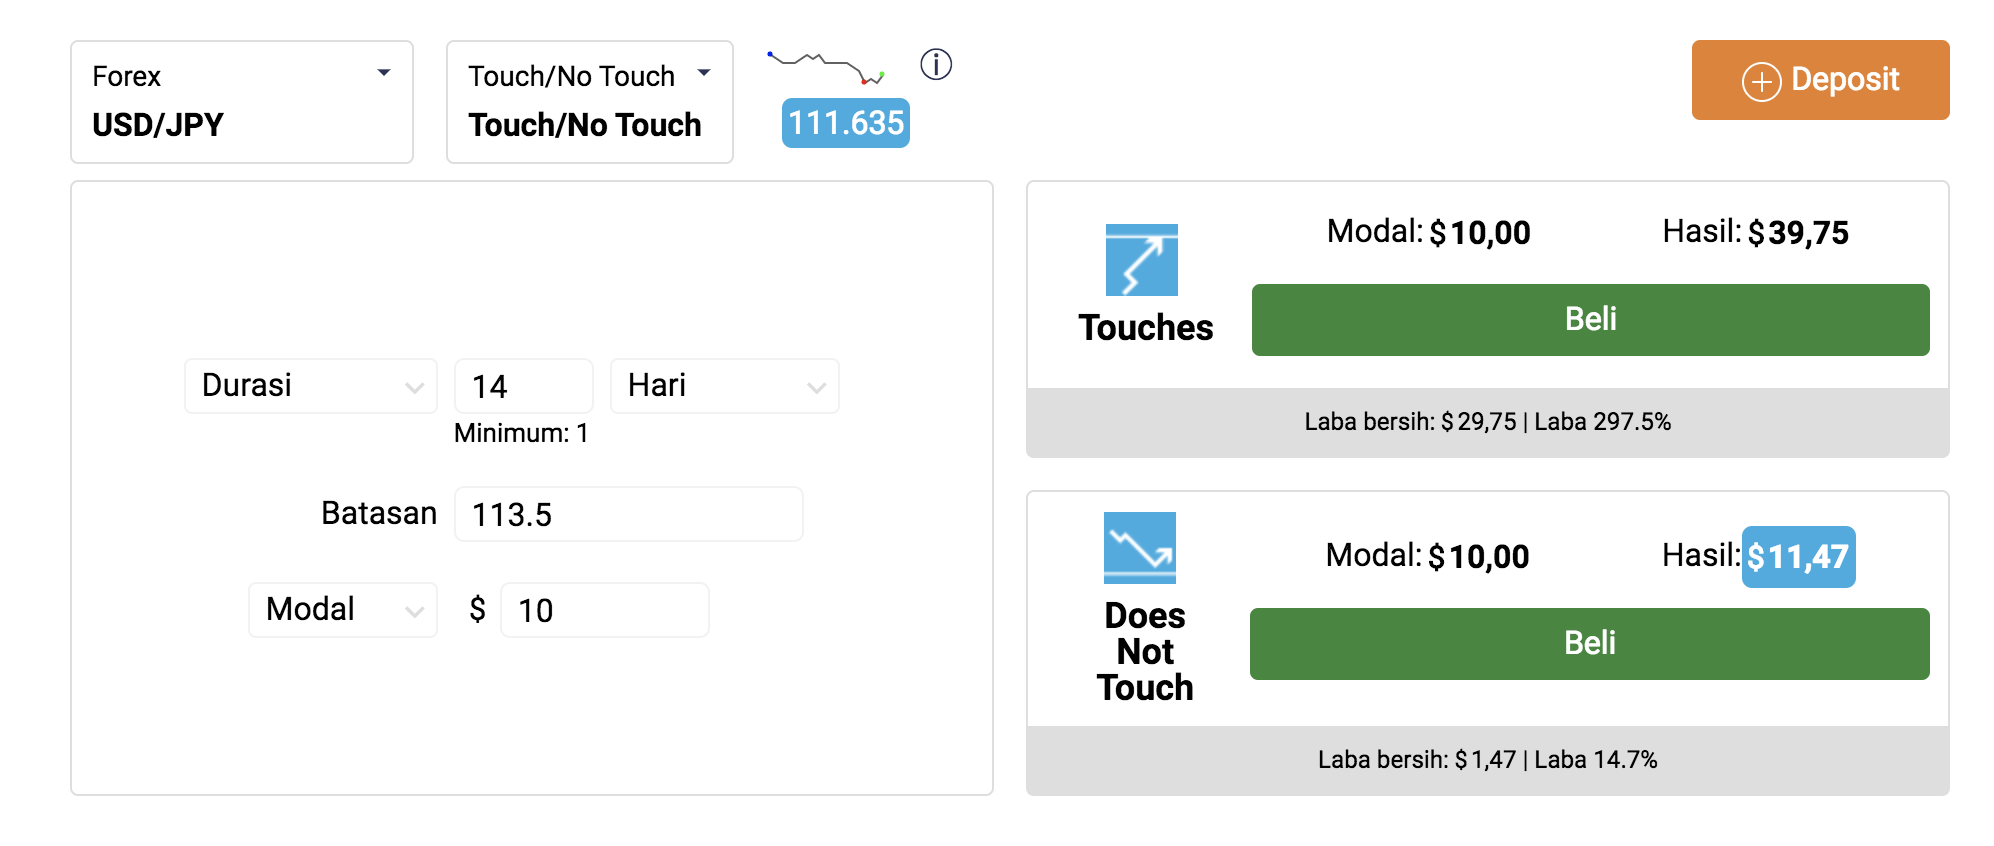 Forex
USD/JPY
Touch/No Touch
Touch/No Touch
111.635
Deposit
Durasi
14
Hari
Minimum: 1
Batasan
113.5
Modal
$
10
Touches
Modal: $10,00
Hasil: $39,75
Beli
Laba bersih: $29,75 | Laba 297.5%
Does
Not
Touch
Modal: $10,00
Hasil: $11,47
Beli
Laba bersih: $1,47 | Laba 14.7%